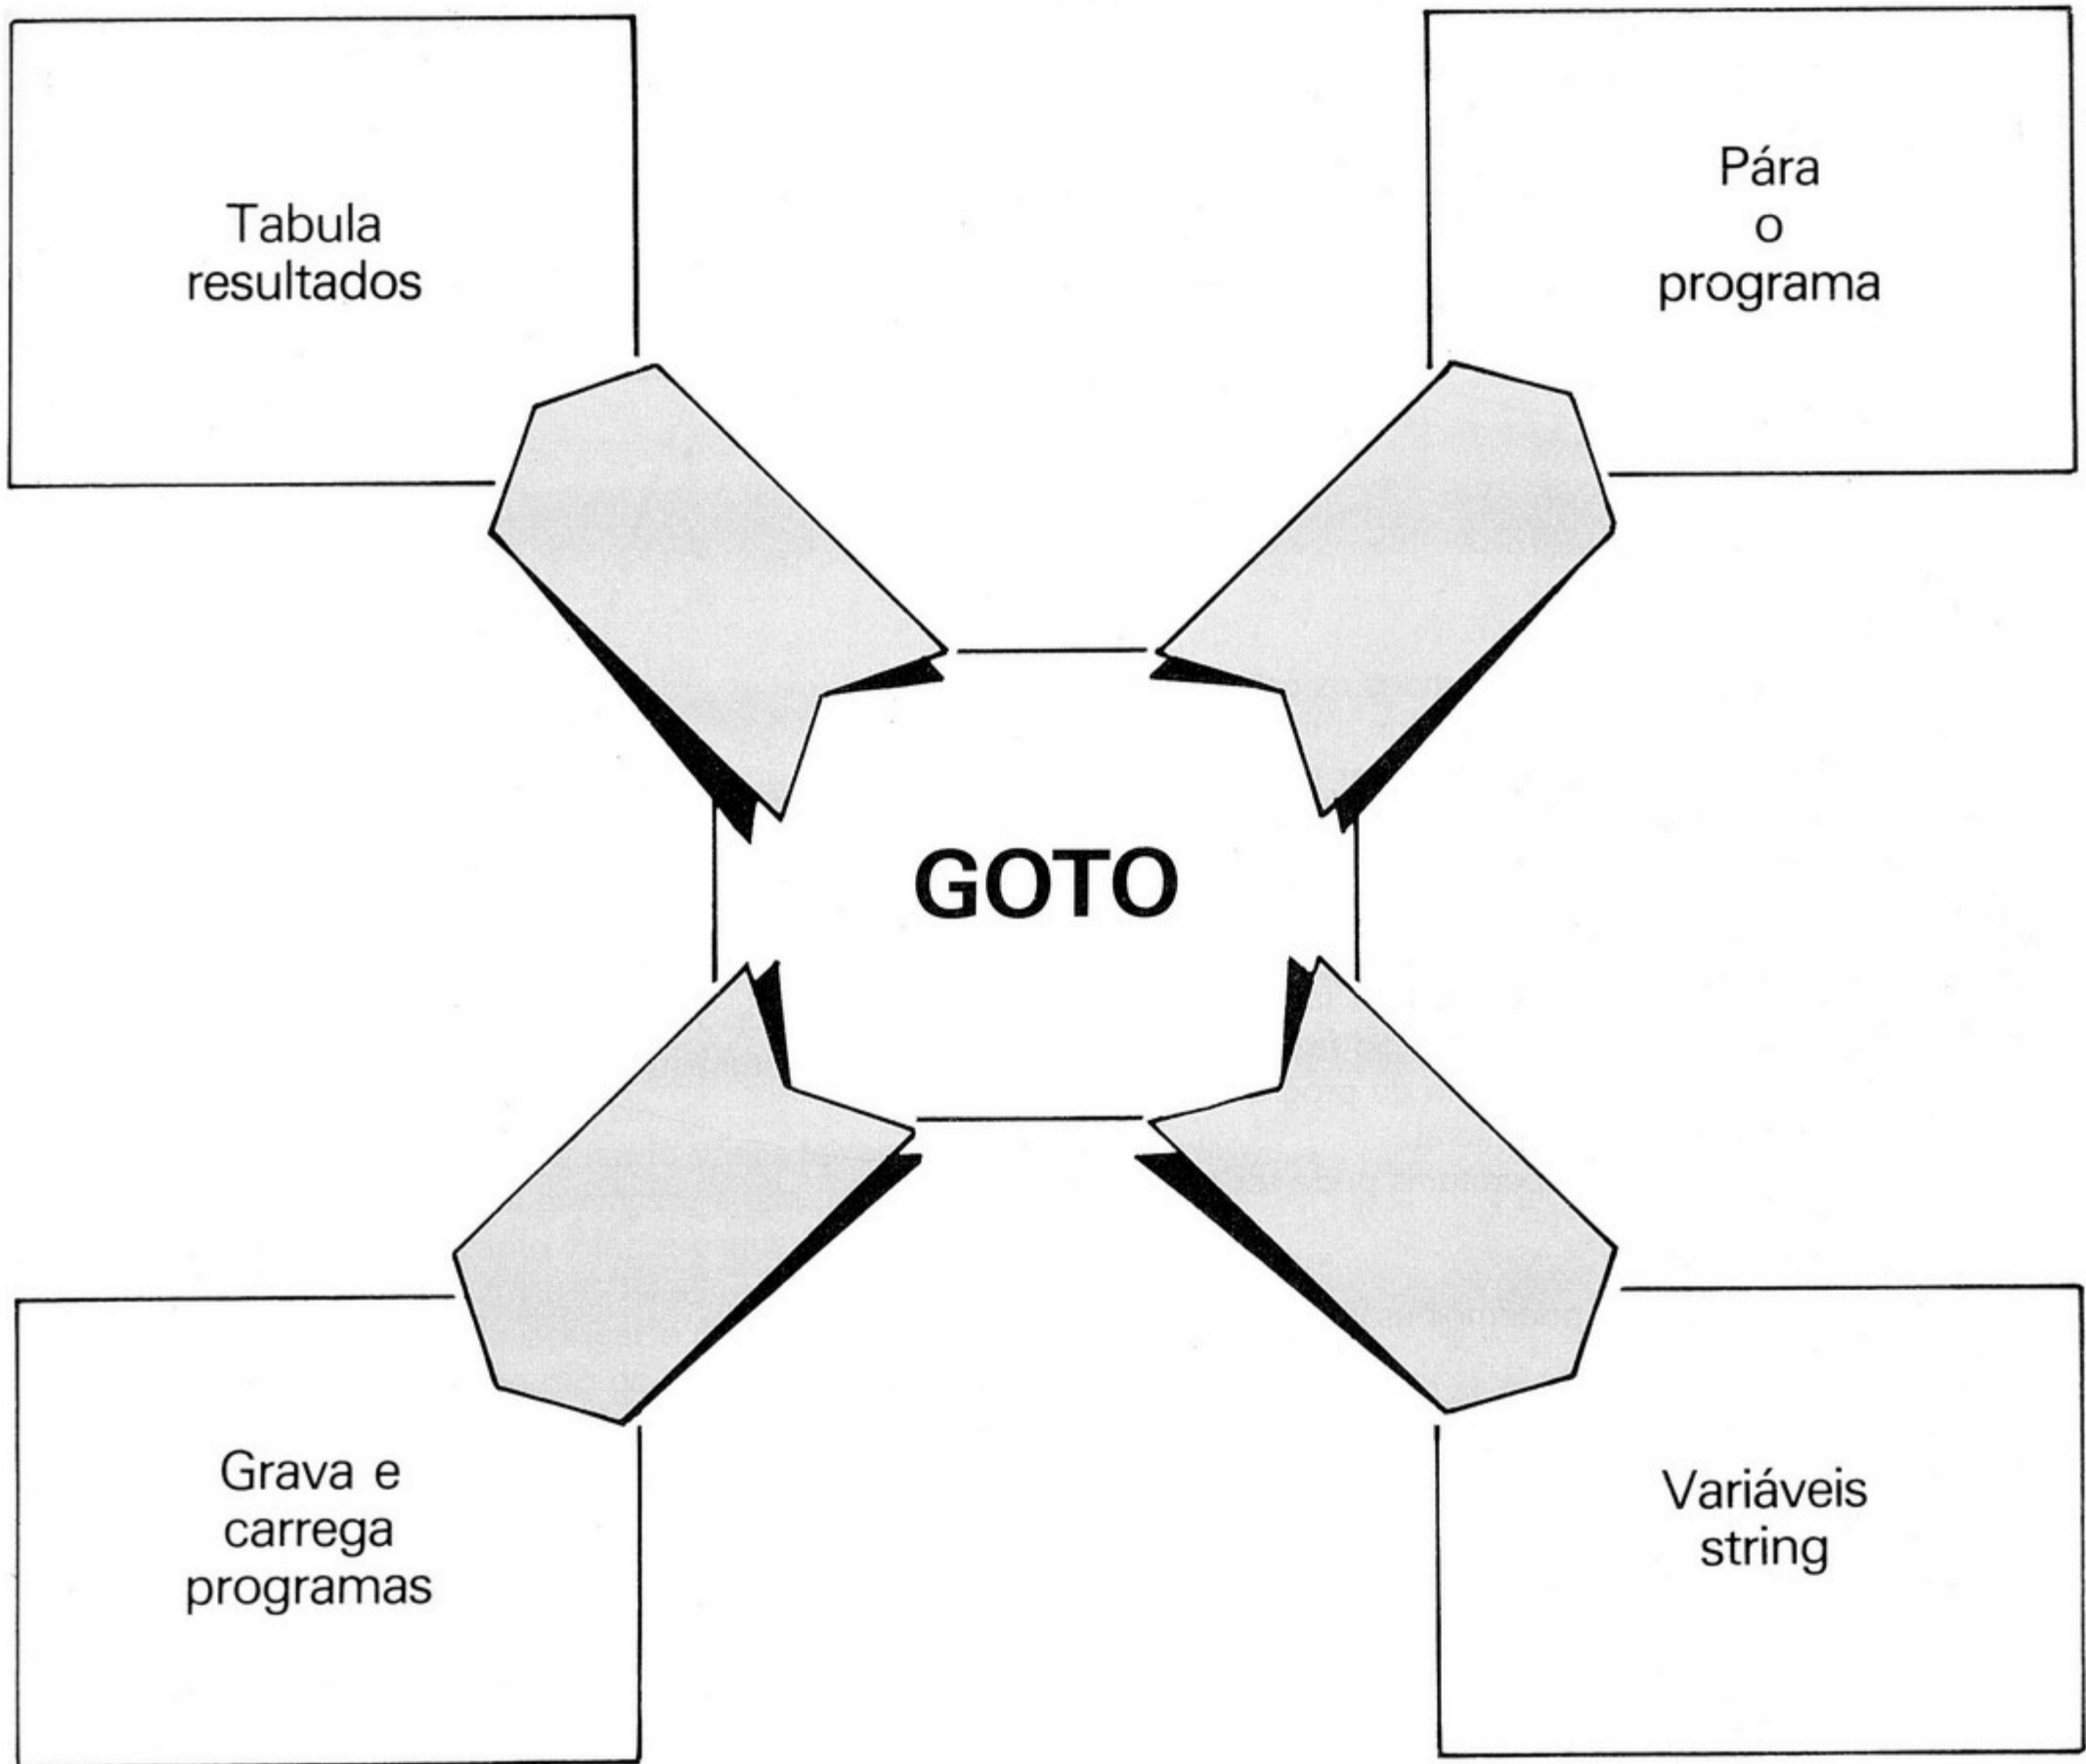 Tabula
resultados
Pára
o
programa
GOTO
Grava e
carrega
programas
Variáveis
string